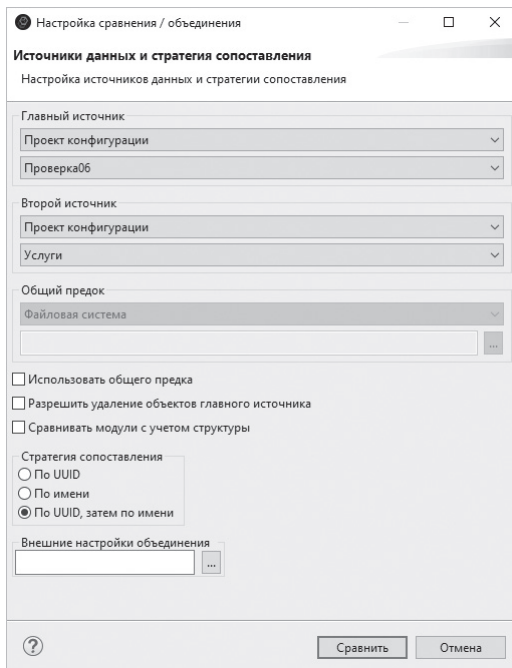 Настройка сравнения / объединения
Источники данных и стратегия сопоставления
Настройка источников данных и стратегии сопоставления
Главный источник
Проект конфигурации
Проверка06
Второй источник
Проект конфигурации
Услуги
Общий предок
Файловая система
...
Использовать общего предка
Разрешить удаление объектов главного источника
Сравнивать модули с учетом структуры
Стратегия сопоставления
По UUID
По имени
По UUID, затем по имени
Внешние настройки объединения
...
?
Сравнить
Отмена